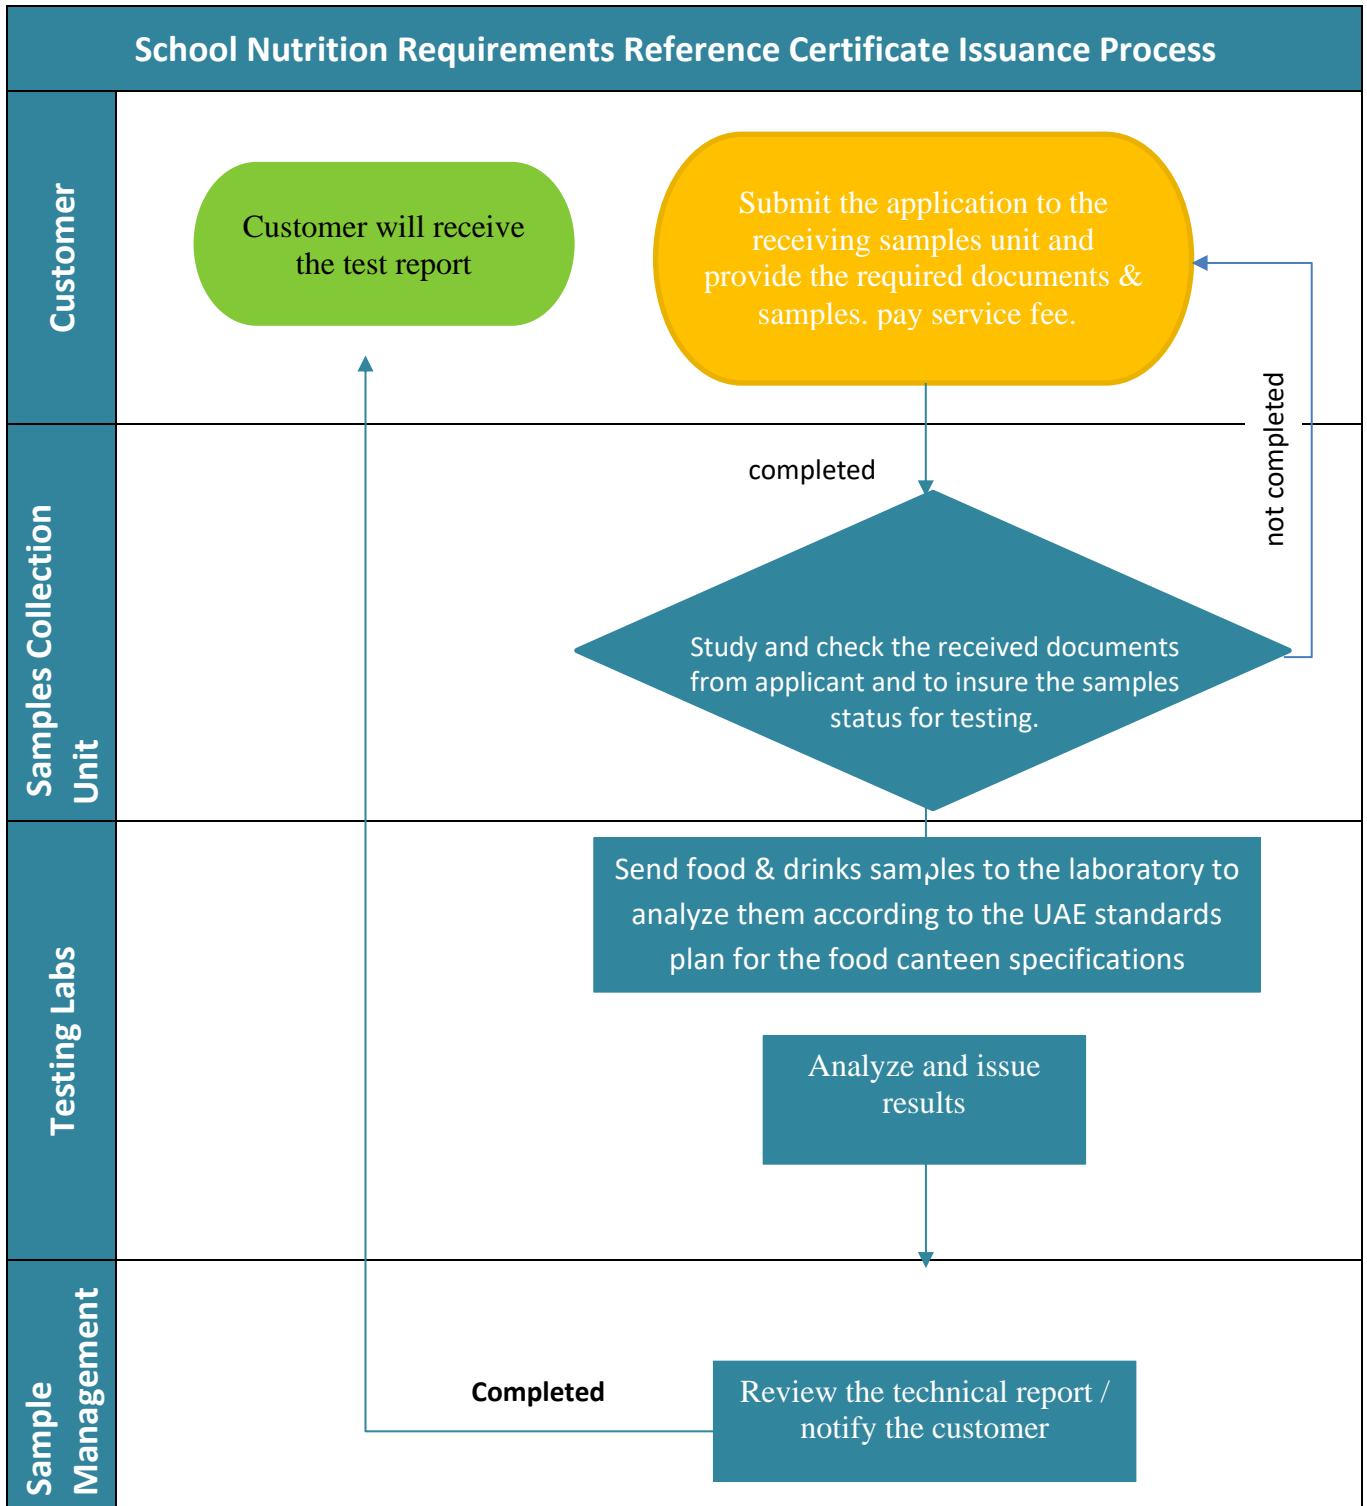 School Nutrition Requirements Reference Certificate Issuance Process
Customer
Customer will receive
the test report
Submit the application to the
receiving samples unit and
provide the required documents &
samples. pay service fee.
not completed
Samples Collection
Unit
completed
Study and check the received documents
from applicant and to insure the samples
status for testing.
Testing Labs
Send food & drinks samples to the laboratory to
analyze them according to the UAE standards
plan for the food canteen specifications
Analyze and issue
results
Sample
Management
Completed
Review the technical report /
notify the customer